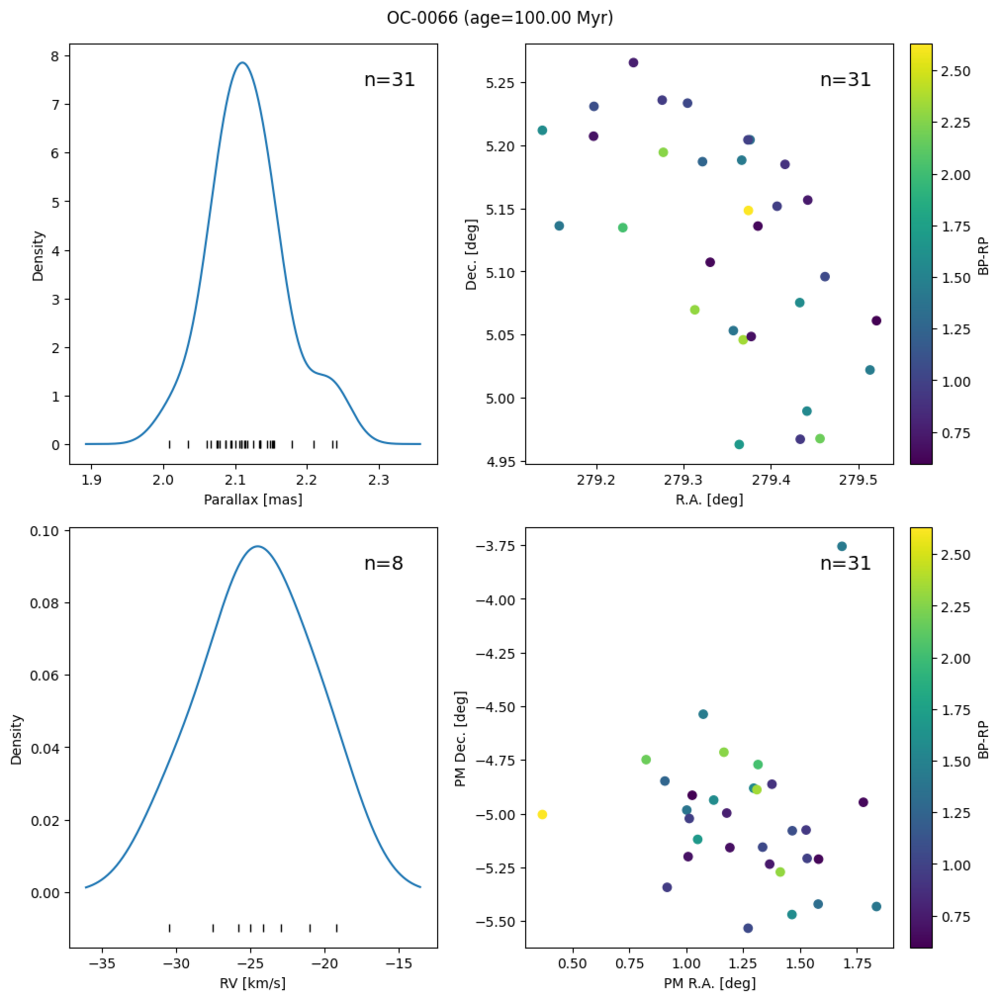 OC-0066 (age=100.00 Myr)
n=31
Density
8
7
6
5
4
3
2
1
0
1.9 2.0 2.1 2.2 2.3
Parallax [mas]
n=31
Dec. [deg]
5.25
5.20
5.15
5.10
5.05
5.00
4.95
279.2 279.3 279.4 279.5
R.A. [deg]
2.50
2.25
2.00
1.75
1.50
1.25
1.00
0.75
BP-RP
n=8
Density
0.10
0.08
0.06
0.04
0.02
0.00
−35 −30 −25 −20 −15
RV [km/s]
n=31
PM Dec. [deg]
−3.75
−4.00
−4.25
−4.50
−4.75
−5.00
−5.25
−5.50
0.50 0.75 1.00 1.25 1.50 1.75
PM R.A. [deg]
2.50
2.25
2.00
1.75
1.50
1.25
1.00
0.75
BP-RP